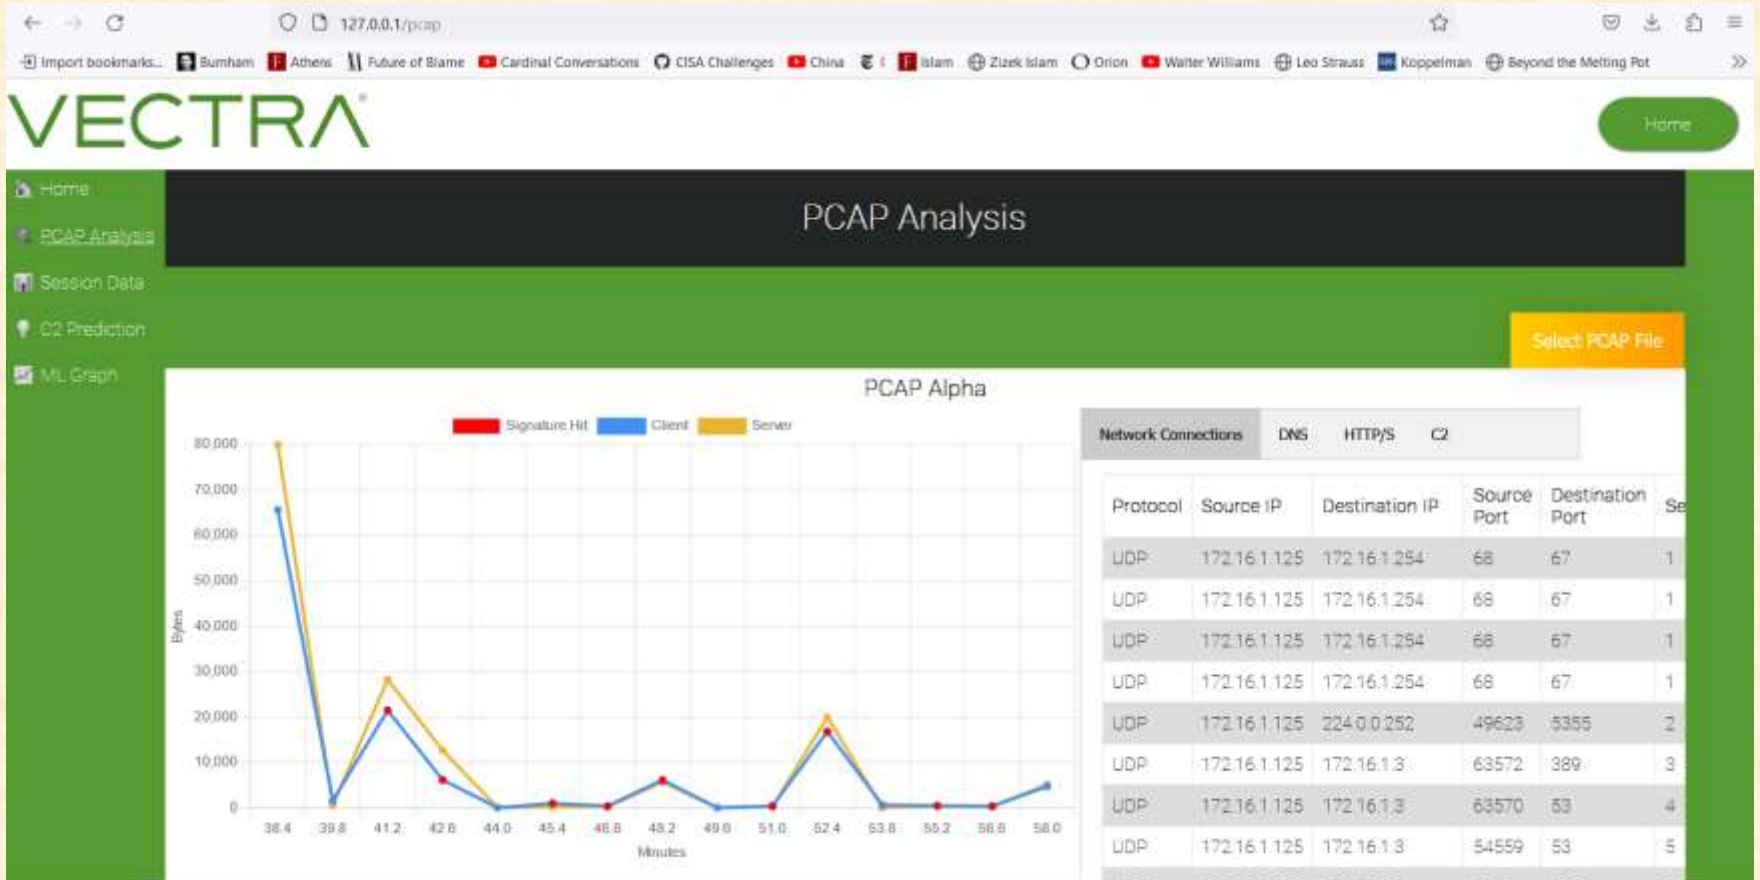 127.0.0.1/pcap
Import bookmarks... Burnham Athens Future of Blame Cardinal Conversations CISA Challenges China Islam Zizek Islam Orion Walter Williams Leo Strauss Koppelman Beyond the Melting Pot
VECTRA
Home
Home
PCAP Analysis
Session Data
C2 Prediction
ML Graph
PCAP Analysis
Select PCAP File
PCAP Alpha
Signature Hit Client Server
80,000
70,000
60,000
50,000
40,000
30,000
20,000
10,000
0
Bytes
38.4 39.8 41.2 42.6 44.0 45.4 46.8 48.2 49.6 51.0 52.4 53.8 55.2 56.6 58.0
Minutes
Network Connections DNS HTTP/S C2
Protocol Source IP Destination IP Source Port Destination Port Se
UDP 172.16.1.125 172.16.1.254 68 67 1
UDP 172.16.1.125 172.16.1.254 68 67 1
UDP 172.16.1.125 172.16.1.254 68 67 1
UDP 172.16.1.125 172.16.1.254 68 67 1
UDP 172.16.1.125 224.0.0.252 49623 5355 2
UDP 172.16.1.125 172.16.1.3 63572 389 3
UDP 172.16.1.125 172.16.1.3 63570 53 4
UDP 172.16.1.125 172.16.1.3 54559 53 5